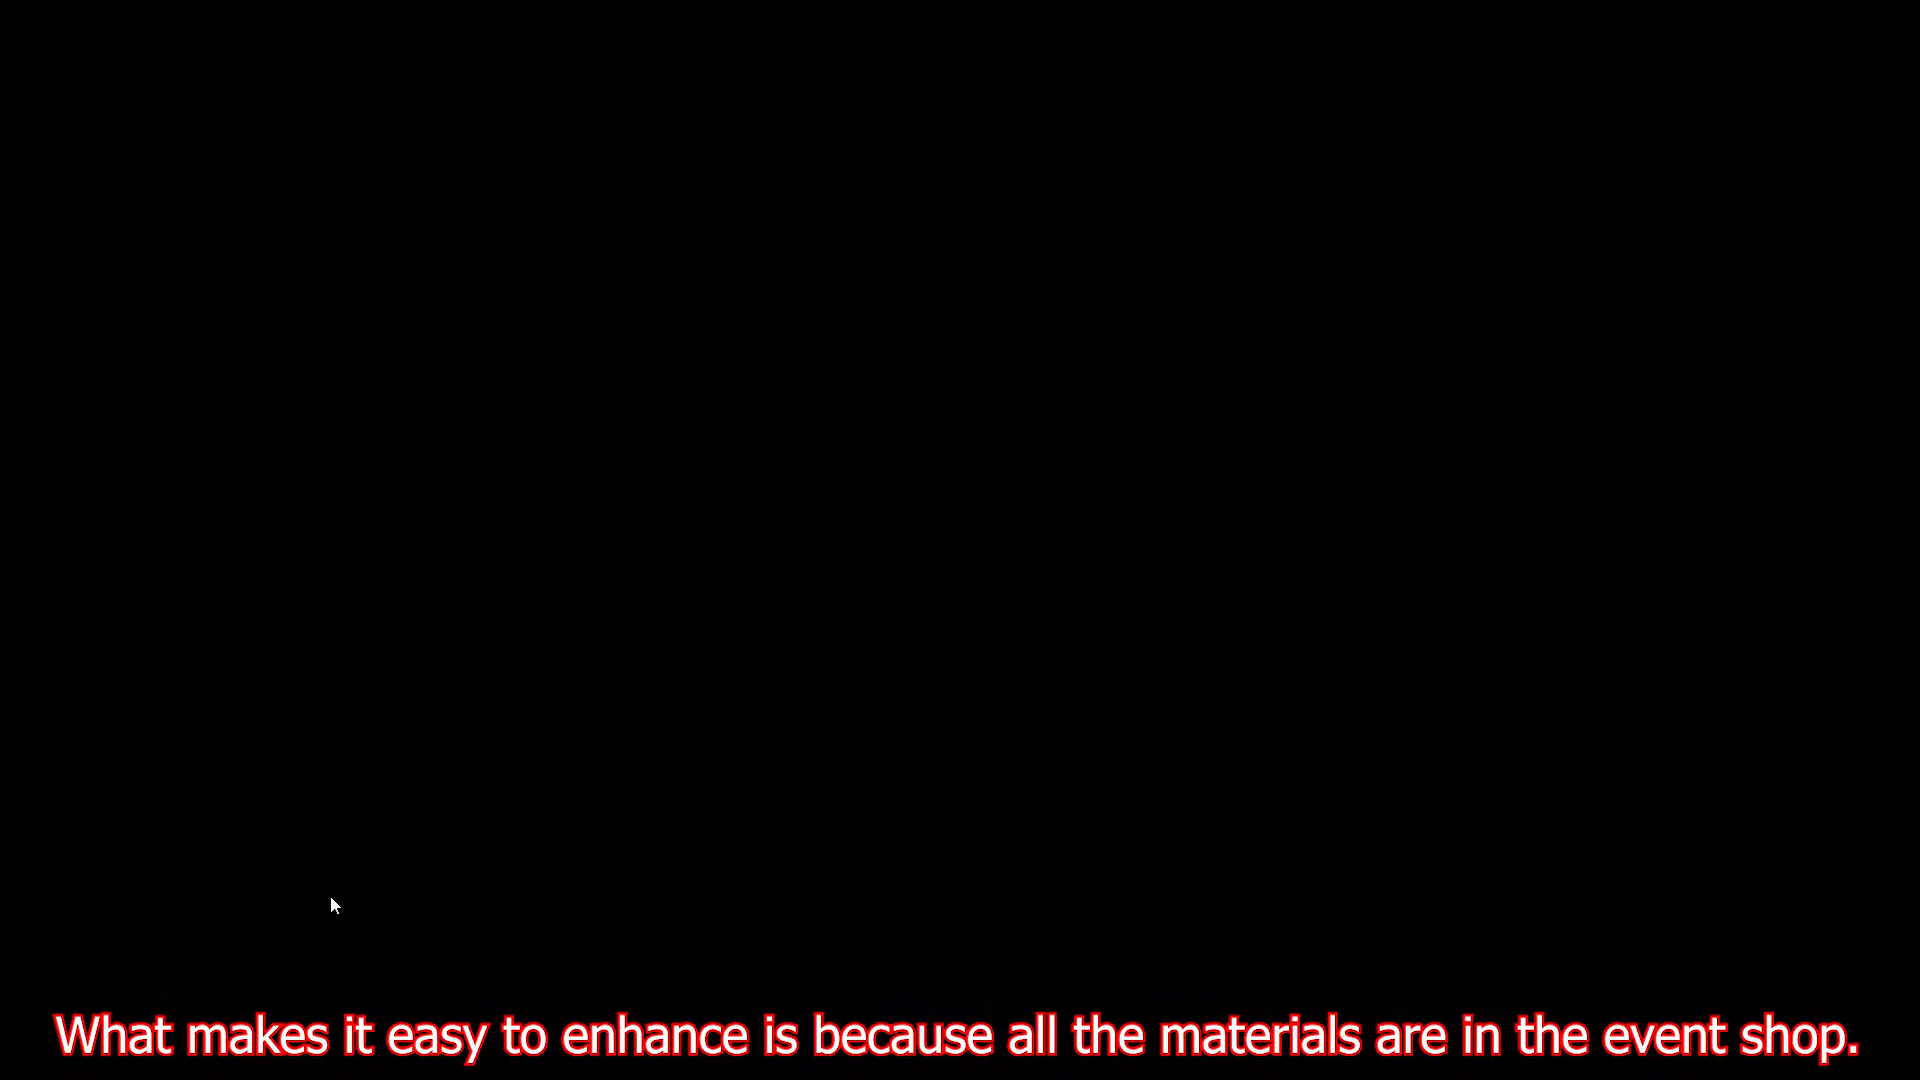 What makes it easy to enhance is because all the materials are in the event shop.